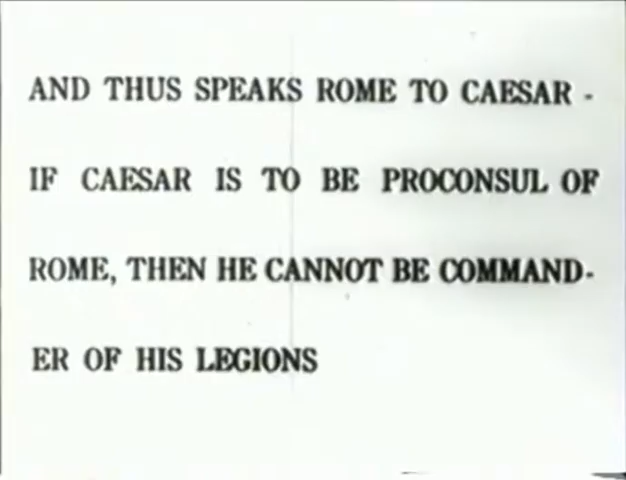 AND THUS SPEAKS ROME TO CAESAR -
IF CAESAR IS TO BE PROCONSUL OF
ROME, THEN HE CANNOT BE COMMAND-
ER OF HIS LEGIONS